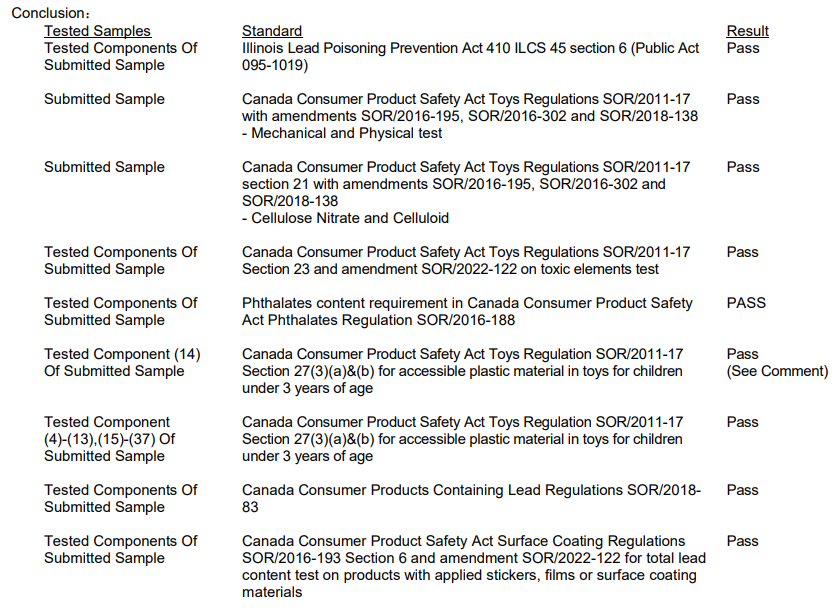 Conclusion：
Tested Samples Standard Result
Tested Components Of Illinois Lead Poisoning Prevention Act 410 ILCS 45 section 6 (Public Act Pass
Submitted Sample 095-1019)
Submitted Sample Canada Consumer Product Safety Act Toys Regulations SOR/2011-17 Pass
with amendments SOR/2016-195, SOR/2016-302 and SOR/2018-138
- Mechanical and Physical test
Submitted Sample Canada Consumer Product Safety Act Toys Regulations SOR/2011-17 Pass
section 21 with amendments SOR/2016-195, SOR/2016-302 and
SOR/2018-138
- Cellulose Nitrate and Celluloid
Tested Components Of Canada Consumer Product Safety Act Toys Regulations SOR/2011-17 Pass
Submitted Sample Section 23 and amendment SOR/2022-122 on toxic elements test
Tested Components Of Phthalates content requirement in Canada Consumer Product Safety PASS
Submitted Sample Act Phthalates Regulation SOR/2016-188
Tested Component (14) Canada Consumer Product Safety Act Toys Regulation SOR/2011-17 Pass
Of Submitted Sample Section 27(3)(a)&(b) for accessible plastic material in toys for children (See Comment)
under 3 years of age
Tested Component Canada Consumer Product Safety Act Toys Regulation SOR/2011-17 Pass
(4)-(13),(15)-(37) Of Section 27(3)(a)&(b) for accessible plastic material in toys for children
Submitted Sample under 3 years of age
Tested Components Of Canada Consumer Products Containing Lead Regulations SOR/2018- Pass
Submitted Sample 83
Tested Components Of Canada Consumer Product Safety Act Surface Coating Regulations Pass
Submitted Sample SOR/2016-193 Section 6 and amendment SOR/2022-122 for total lead
content test on products with applied stickers, films or surface coating
materials